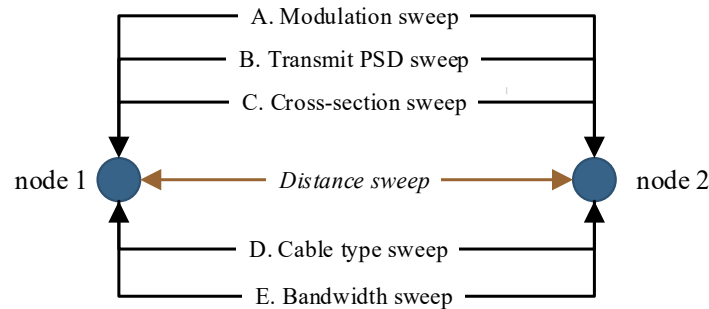 A. Modulation sweep
B. Transmit PSD sweep
C. Cross-section sweep
node 1
Distance sweep
node 2
D. Cable type sweep
E. Bandwidth sweep